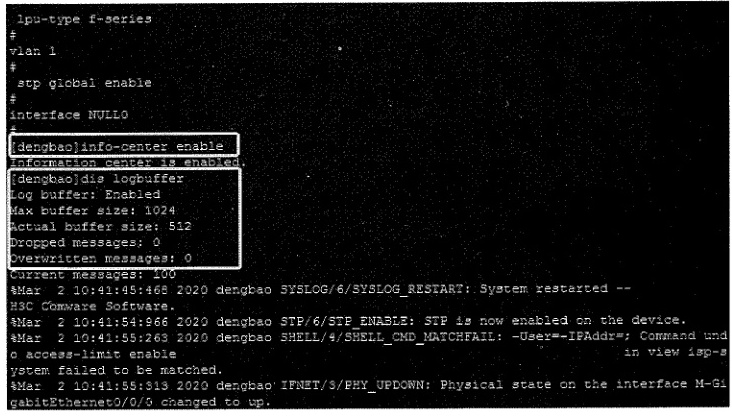 lpu-type f-series
#
vlan 1
#
stp global enable
#
interface NULL0
#
[dengbao]info-center enable
Information center is enabled.
[dengbao]dis logbuffer
Log buffer: Enabled
Max buffer size: 1024
Actual buffer size: 512
Dropped messages: 0
Overwritten messages: 0
Current messages: 100
%Mar  2 10:41:45:468 2020 dengbao SYSLOG/6/SYSLOG_RESTART: System restarted --
H3C Comware Software.
%Mar  2 10:41:54:966 2020 dengbao STP/6/STP_ENABLE: STP is now enabled on the device.
%Mar  2 10:41:55:263 2020 dengbao SHELL/4/SHELL_CMD_MATCHFAIL: -User=-IPAddr=; Command und
o access-limit enable in view isp-s
ystem failed to be matched.
%Mar  2 10:41:55:313 2020 dengbao IFNET/3/PHY_UPDOWN: Physical state on the interface M-Gi
gabitEthernet0/0/0 changed to up.